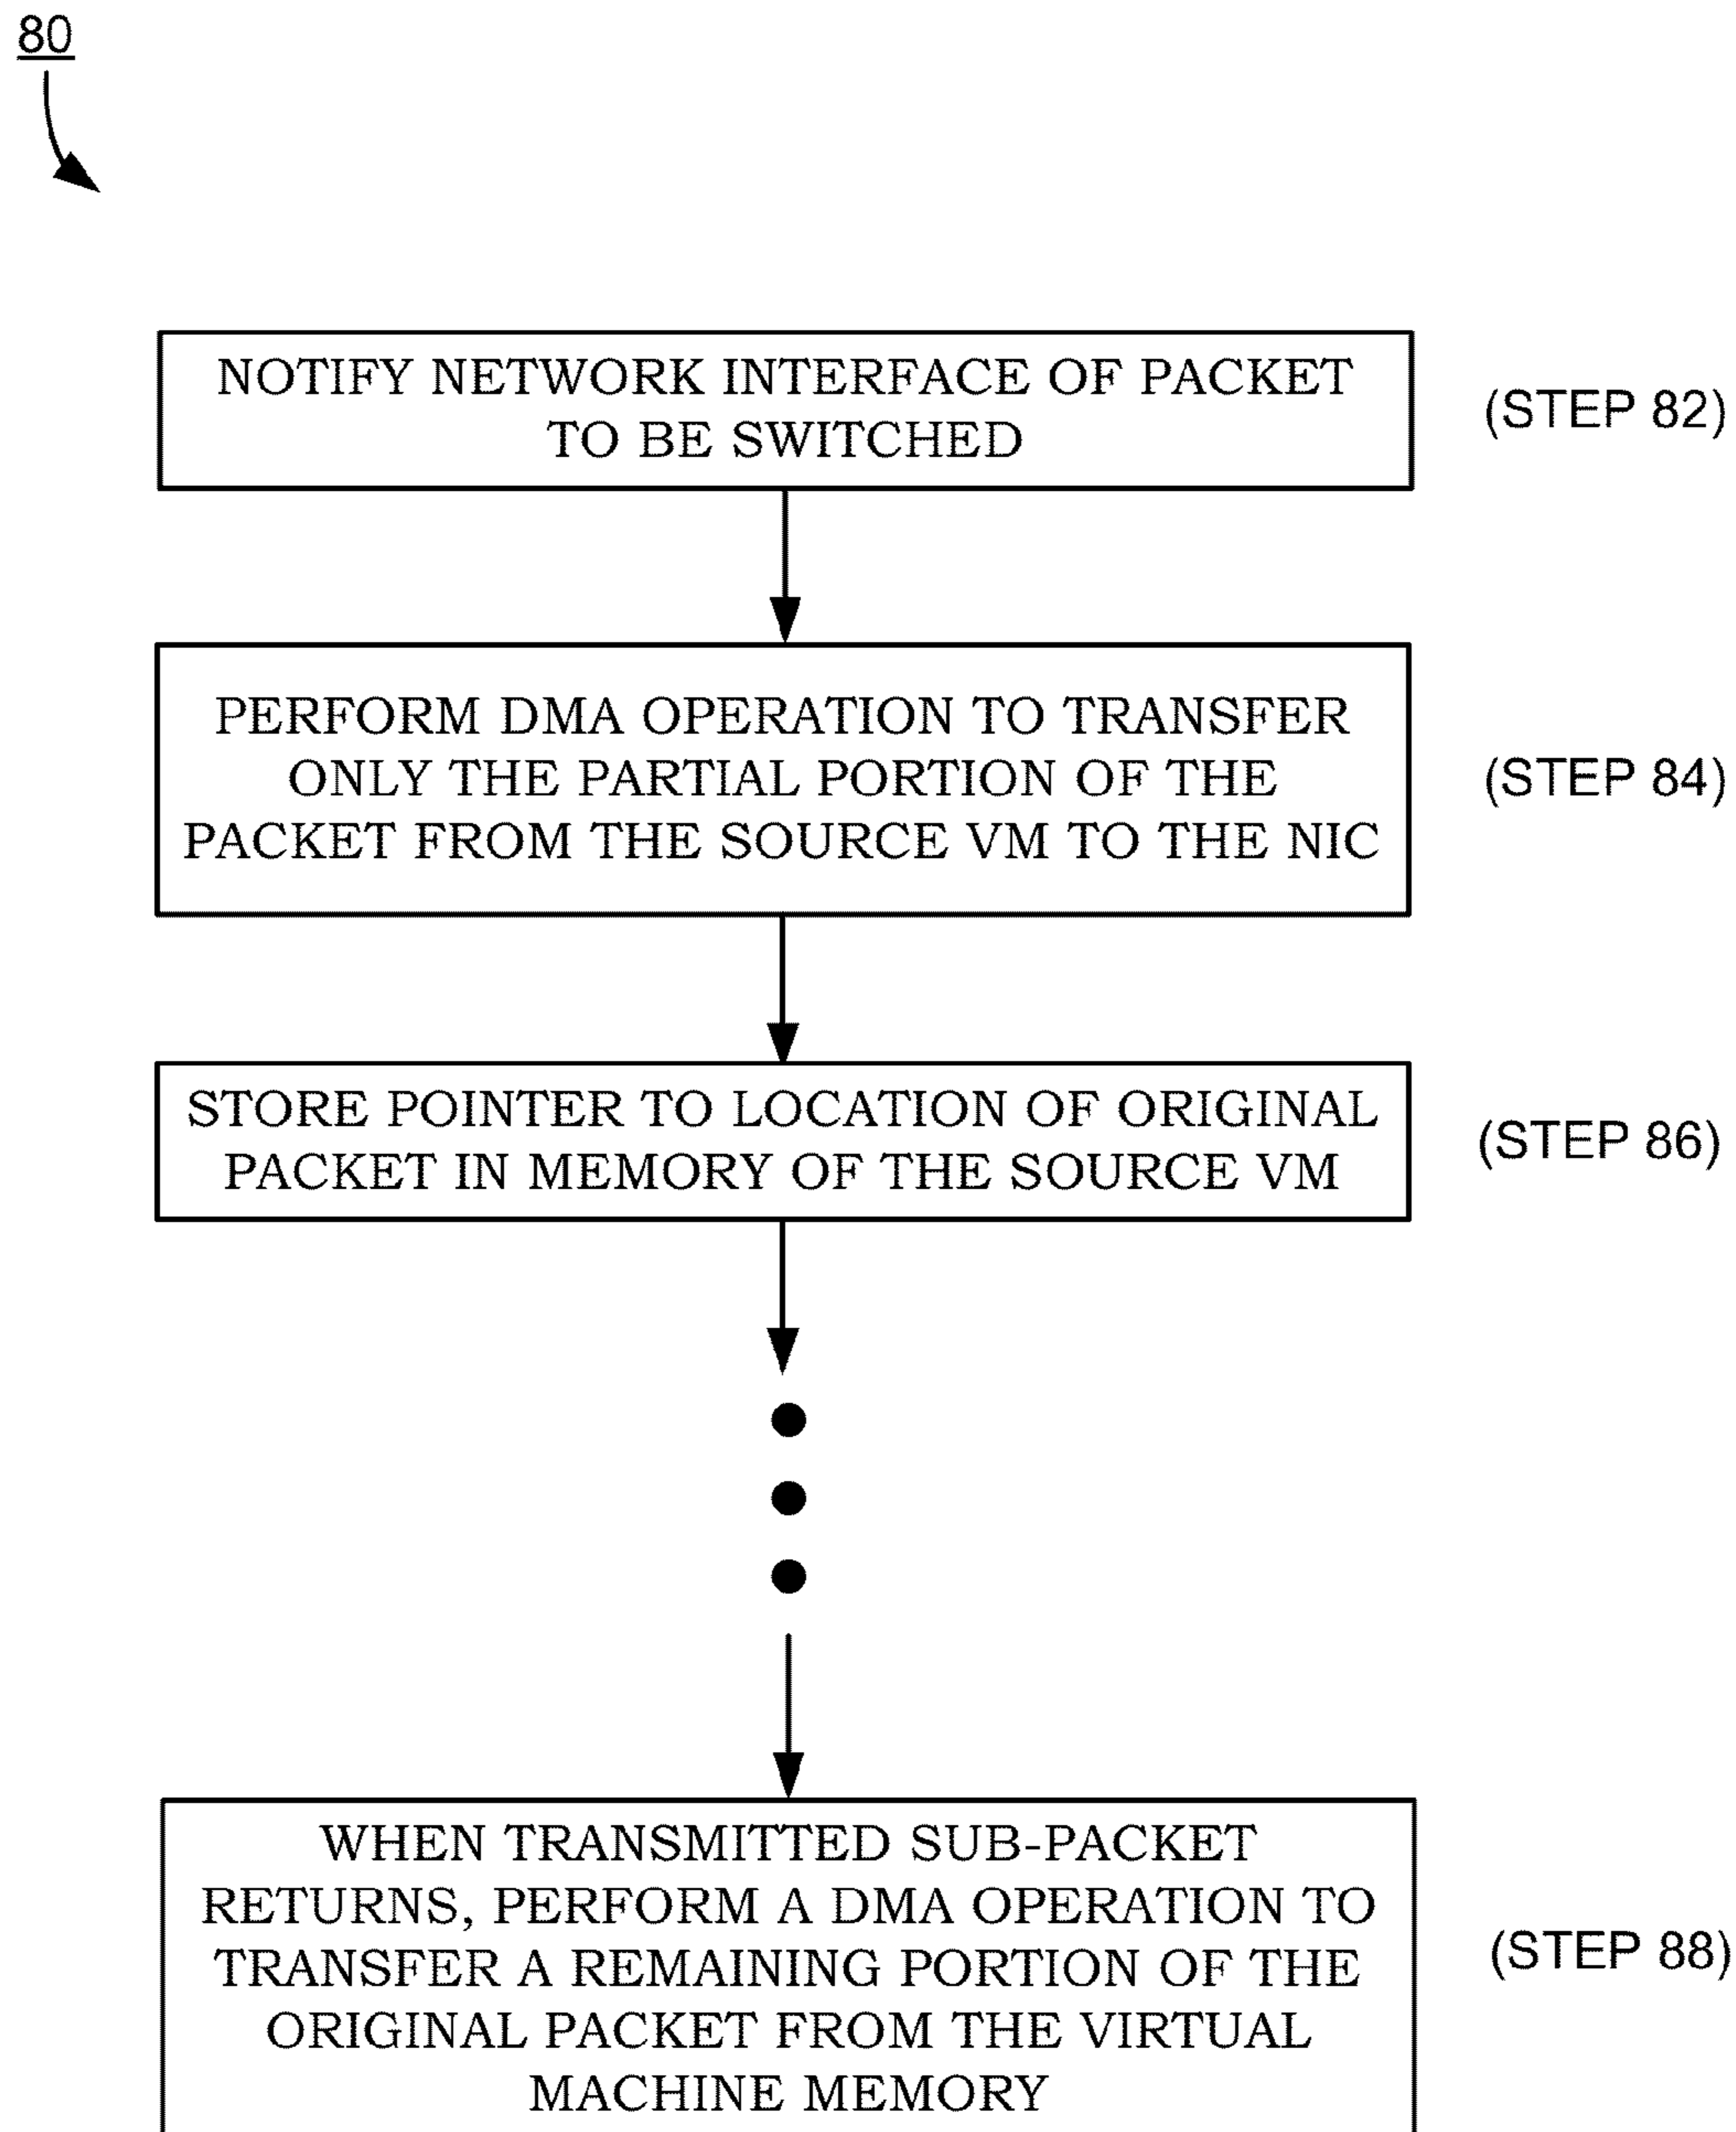 80
NOTIFY NETWORK INTERFACE OF PACKET
TO BE SWITCHED
(STEP 82)
PERFORM DMA OPERATION TO TRANSFER
ONLY THE PARTIAL PORTION OF THE
PACKET FROM THE SOURCE VM TO THE NIC
(STEP 84)
STORE POINTER TO LOCATION OF ORIGINAL
PACKET IN MEMORY OF THE SOURCE VM
(STEP 86)
WHEN TRANSMITTED SUB-PACKET
RETURNS, PERFORM A DMA OPERATION TO
TRANSFER A REMAINING PORTION OF THE
ORIGINAL PACKET FROM THE VIRTUAL
MACHINE MEMORY
(STEP 88)